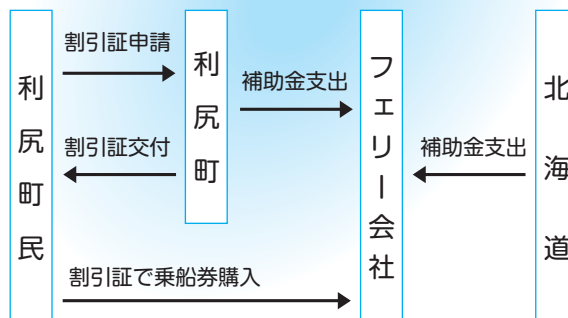 利尻町民
割引証申請
割引証交付
利尻町
補助金支出
割引証で乗船券購入
フェリー会社
補助金支出
北海道